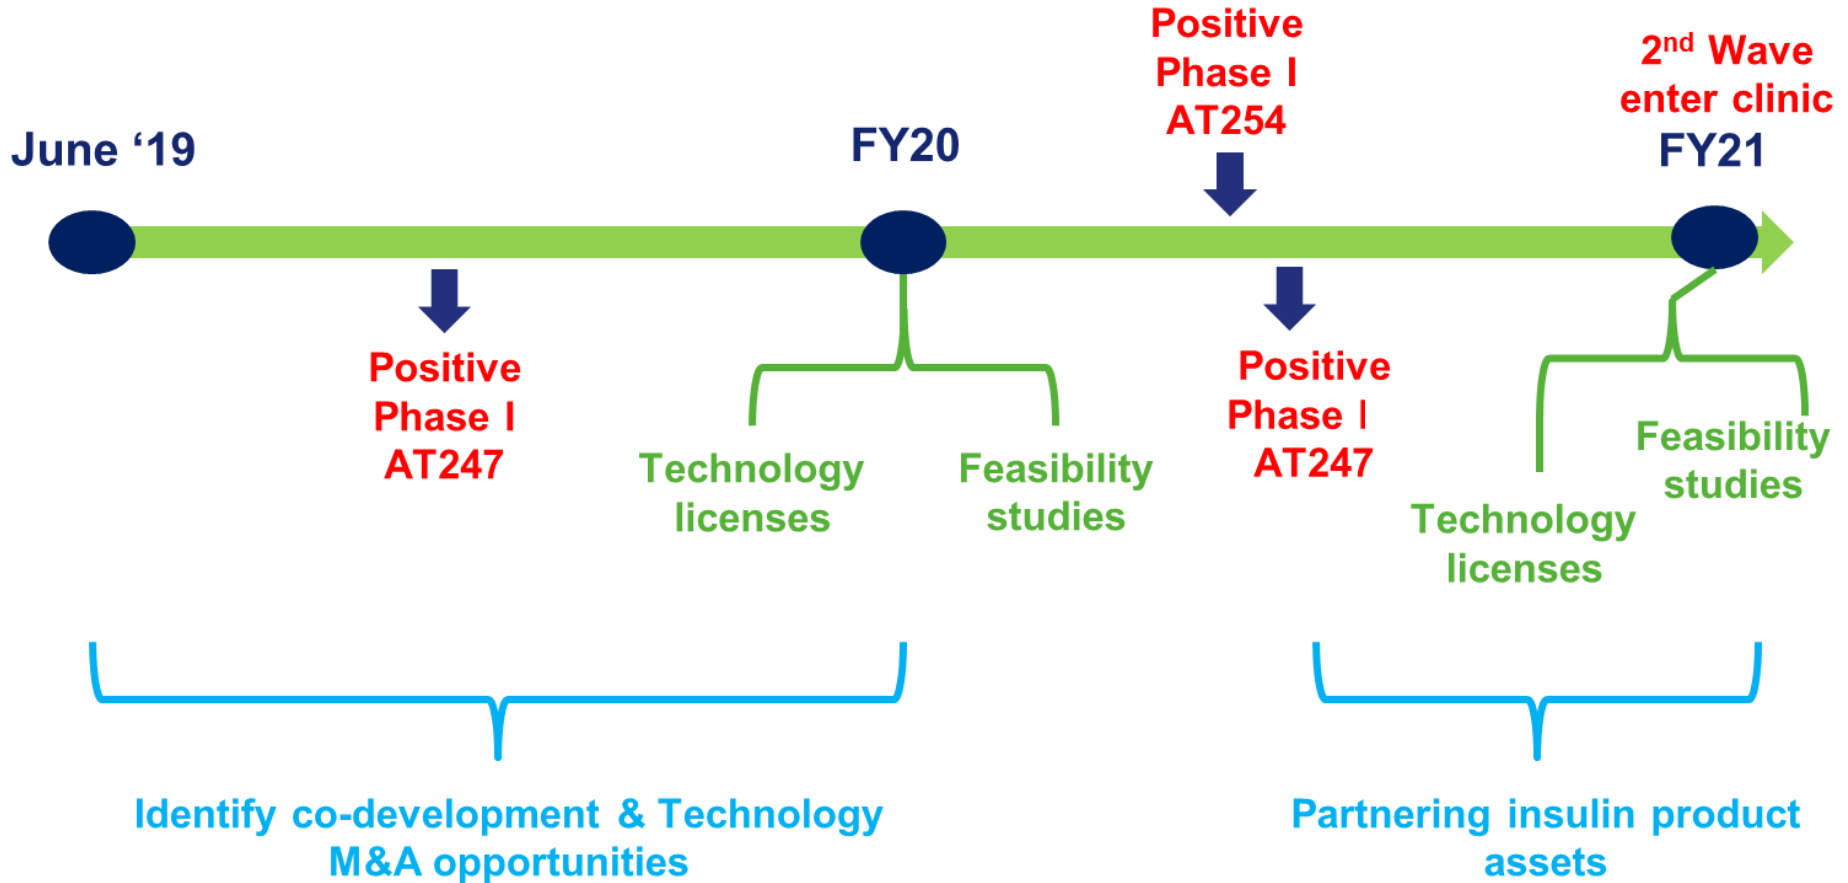 Positive
Phase I
AT254
2nd Wave
enter clinic
June ‘19
FY20
FY21
Positive
Phase I
AT247
Technology
licenses
Feasibility
studies
Positive
Phase I
AT247
Technology
licenses
Feasibility
studies
Identify co-development & Technology
M&A opportunities
Partnering insulin product
assets